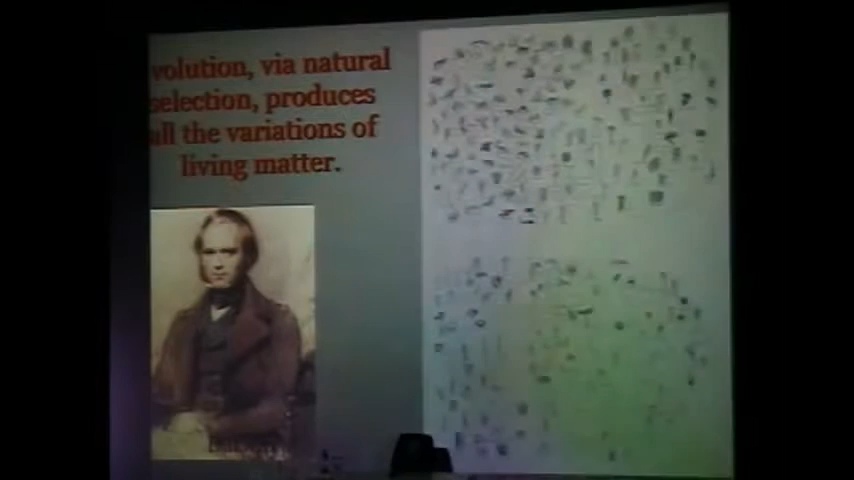 volution, via natural
selection, produces
all the variations of
living matter.